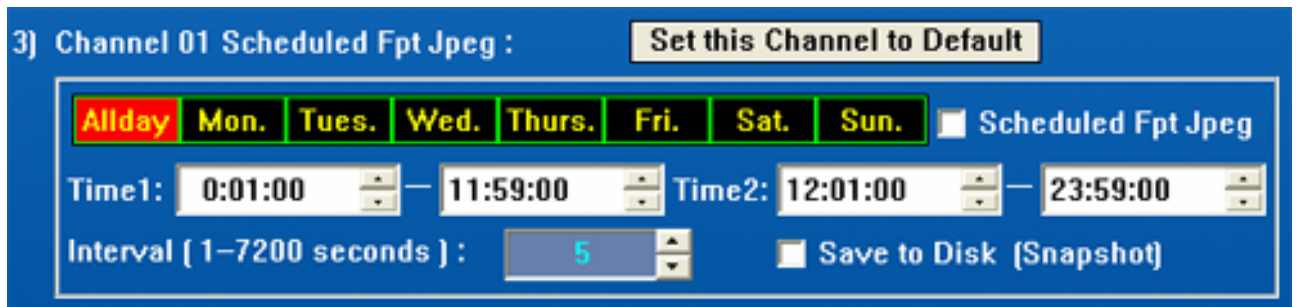 3) Channel 01 Scheduled Fpt Jpeg : Set this Channel to Default
Allday Mon. Tues. Wed. Thurs. Fri. Sat. Sun. Scheduled Fpt Jpeg
Time1: 0:01:00 — 11:59:00 Time2: 12:01:00 — 23:59:00
Interval ( 1–7200 seconds ) : 5 Save to Disk (Snapshot)